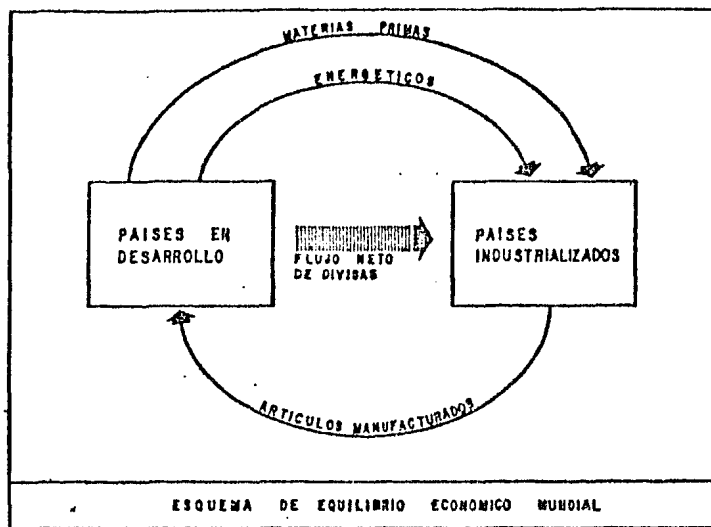 MATERIAS PRIMAS
ENERGETICOS
PAISES EN
DESARROLLO
FLUJO NETO
DE DIVISAS
PAISES
INDUSTRIALIZADOS
ARTICULOS MANUFACTURADOS
ESQUEMA DE EQUILIBRIO ECONOMICO MUNDIAL